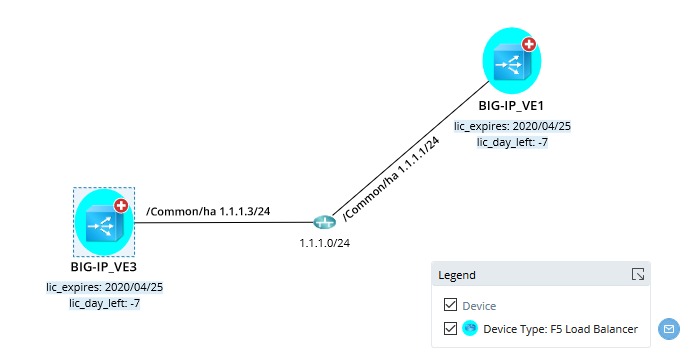 BIG-IP_VE1
lic_expires: 2020/04/25
lic_day_left: -7
/Common/ha 1.1.1.1/24
/Common/ha 1.1.1.3/24
1.1.1.0/24
BIG-IP_VE3
lic_expires: 2020/04/25
lic_day_left: -7
Legend
Device
Device Type: F5 Load Balancer